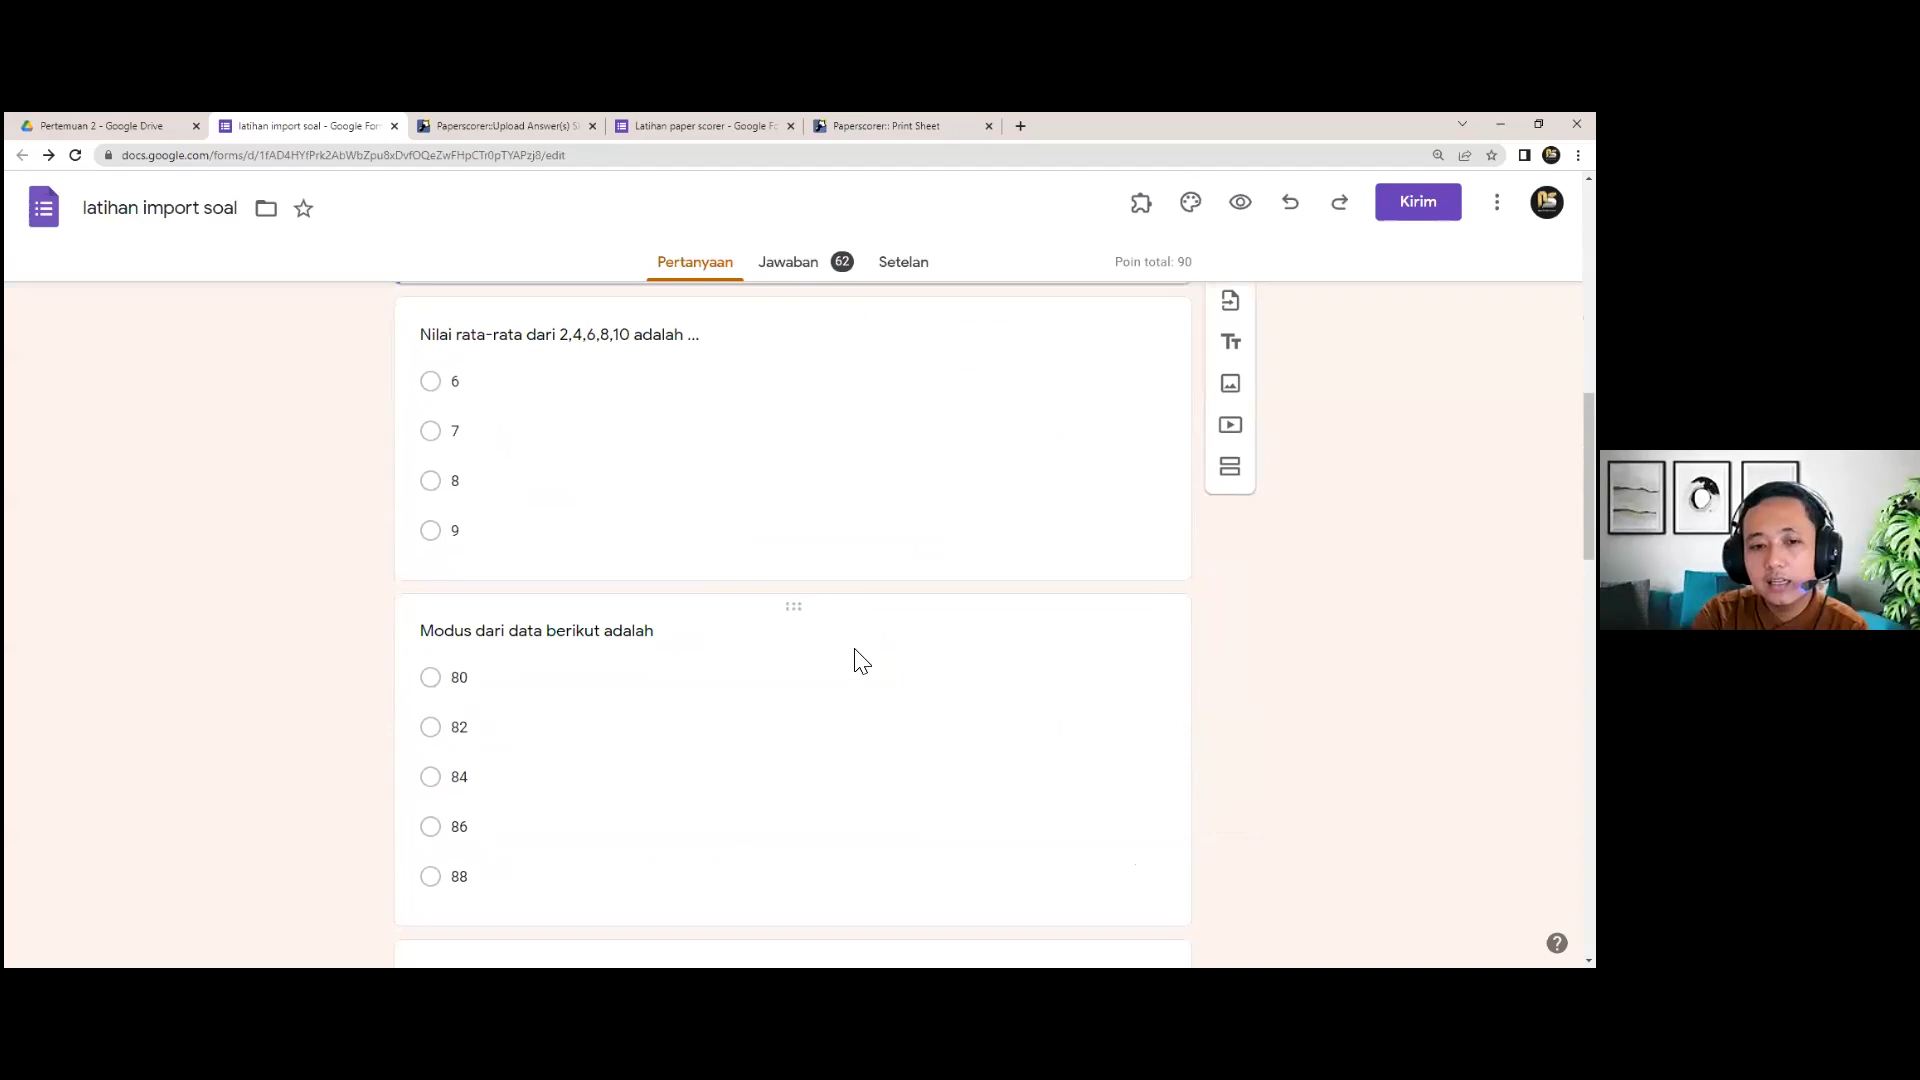 Pertemuan 2 - Google Drive
latihan import soal - Google For
Paperscorer::Upload Answer(s) S
Latihan paper scorer - Google Fo
Paperscorer:: Print Sheet
docs.google.com/forms/d/1fAD4HYfPrk2AbWbZpu8xDvfOQeZwFHpCTr0pTYAPzj8/edit
latihan import soal
Kirim
Pertanyaan
Jawaban 62
Setelan
Poin total: 90
Nilai rata-rata dari 2,4,6,8,10 adalah ...
6
7
8
9
Modus dari data berikut adalah
80
82
84
86
88